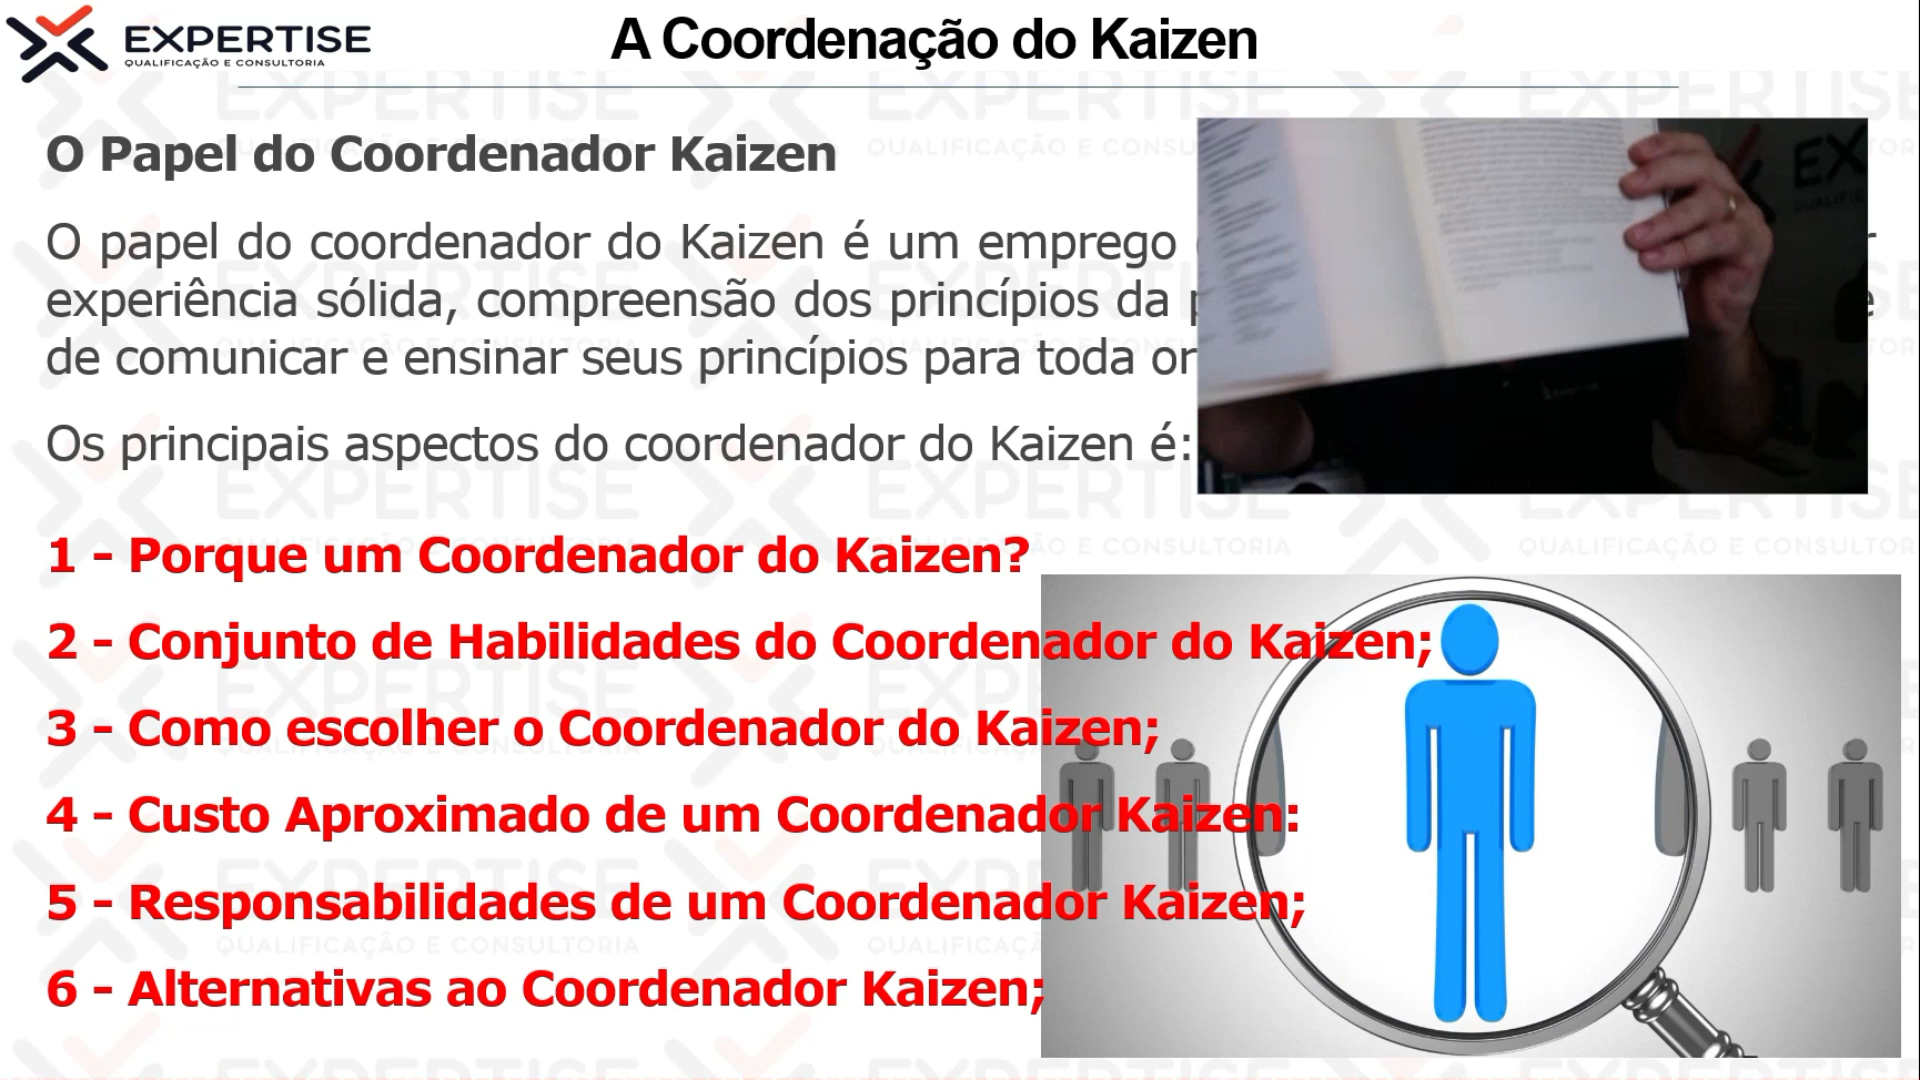 EXPERTISE
QUALIFICAÇÃO E CONSULTORIA
A Coordenação do Kaizen
O Papel do Coordenador Kaizen
O papel do coordenador do Kaizen é um emprego
experiência sólida, compreensão dos princípios da
de comunicar e ensinar seus princípios para toda
Os principais aspectos do coordenador do Kaizen é:
1 - Porque um Coordenador do Kaizen?
2 - Conjunto de Habilidades do Coordenador do Kaizen;
3 - Como escolher o Coordenador do Kaizen;
4 - Custo Aproximado de um Coordenador Kaizen:
5 - Responsabilidades de um Coordenador Kaizen;
6 - Alternativas ao Coordenador Kaizen;